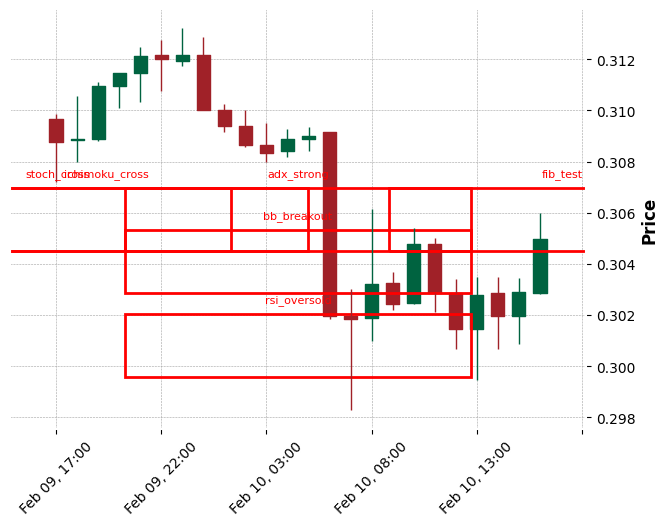 0.312
0.310
0.308
stoch_cross
ichimoku_cross
adx_strong
fib_test
0.306
bb_breakout
Price
0.304
rsi_oversold
0.302
0.300
0.298
Feb 09, 17:00
Feb 09, 22:00
Feb 10, 03:00
Feb 10, 08:00
Feb 10, 13:00